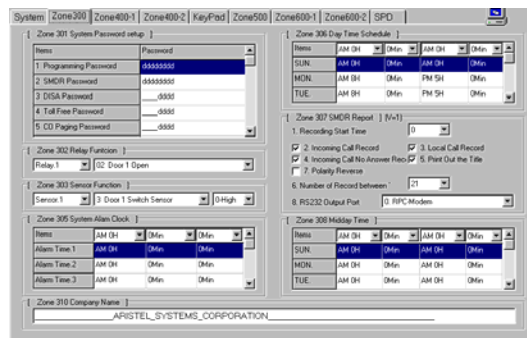 System Zone300 Zone400-1 Zone400-2 KeyPad Zone500 Zone600-1 Zone600-2 SPD
[ Zone 301 System Password setup ]
Items Password
1 Programming Password dddddddd
2 SMDR Password dddddddd
3 DISA Password ____dddd
4 Toll Free Password ____dddd
5 CO Paging Password ____dddd
[ Zone 302 Relay Funtcion ]
Relay.1 02 Door 1 Open
[ Zone 303 Sensor Function ]
Sensor.1 3 Door 1 Switch Sensor 0-High
[ Zone 305 System Alam Clock ]
Items AM 0H 0Min 0Min
Alarm Time.1 AM 0H 0Min 0Min
Alarm Time.2 AM 0H 0Min 0Min
Alarm Time.3 AM 0H 0Min 0Min
[ Zone 306 Day Time Schedule ]
Items AM 0H 0Min AM 0H 0Min
SUN. AM 0H 0Min AM 0H 0Min
MON. AM 8H 0Min PM 5H 0Min
TUE. AM 8H 0Min PM 5H 0Min
[ Zone 307 SMDR Report ] (V=1)
1. Recording Start Time 0
2. Incoming Call Record 3. Local Call Record
4. Incoming Call No Answer Reco 5. Print Out the Title
7. Polarity Reverse
6. Number of Record between ' 21
8. RS232 Output Port 0. RPC-Modem
[ Zone 308 Midday Time ]
Items AM 0H 0Min AM 0H 0Min
SUN. AM 0H 0Min AM 0H 0Min
MON. AM 0H 0Min AM 0H 0Min
TUE. AM 0H 0Min AM 0H 0Min
[ Zone 310 Company Name ]
____________ARISTEL_SYSTEMS_CORPORATION____________________________